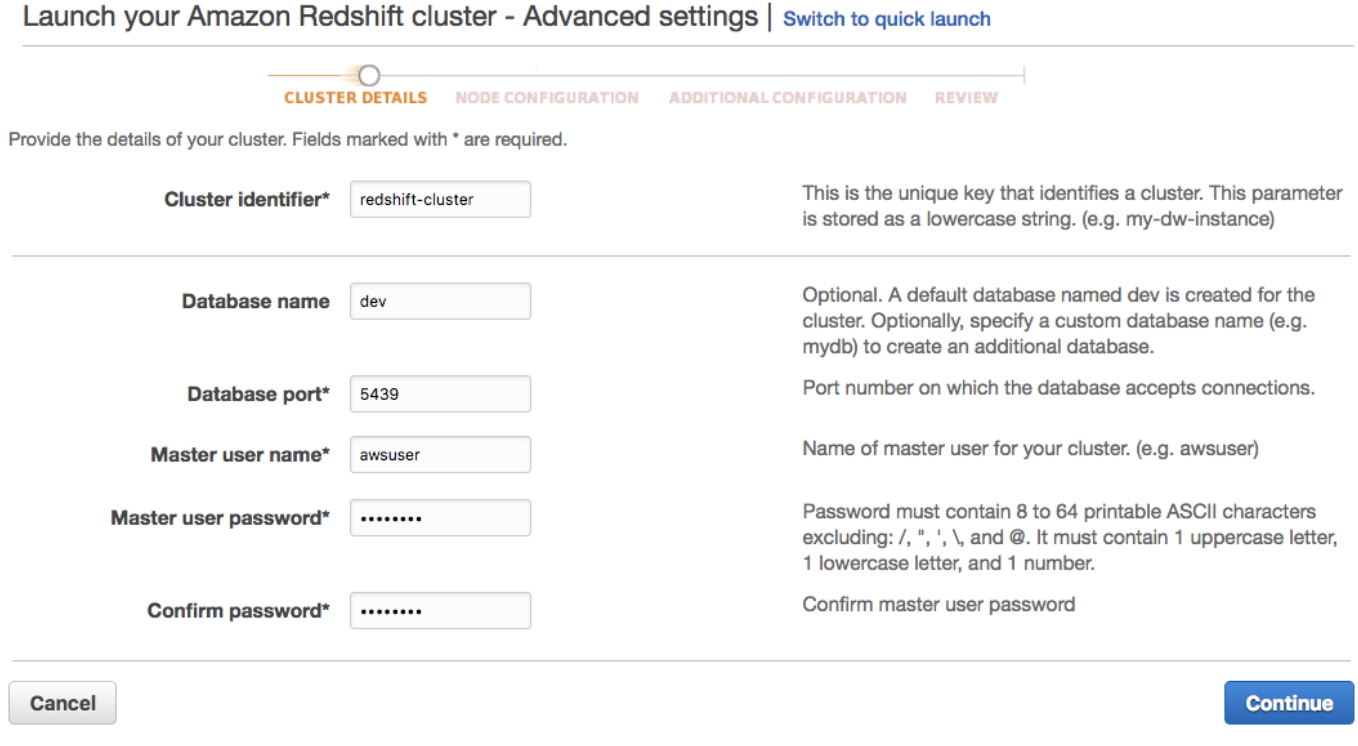 Launch your Amazon Redshift cluster - Advanced settings | Switch to quick launch
CLUSTER DETAILS NODE CONFIGURATION ADDITIONAL CONFIGURATION REVIEW
Provide the details of your cluster. Fields marked with * are required.
Cluster identifier* redshift-cluster This is the unique key that identifies a cluster. This parameter
is stored as a lowercase string. (e.g. my-dw-instance)
Database name dev Optional. A default database named dev is created for the
cluster. Optionally, specify a custom database name (e.g.
mydb) to create an additional database.
Database port* 5439 Port number on which the database accepts connections.
Master user name* awsuser Name of master user for your cluster. (e.g. awsuser)
Master user password* •••••••• Password must contain 8 to 64 printable ASCII characters
excluding: /, ", ', \, and @. It must contain 1 uppercase letter,
1 lowercase letter, and 1 number.
Confirm password* •••••••• Confirm master user password
Cancel Continue